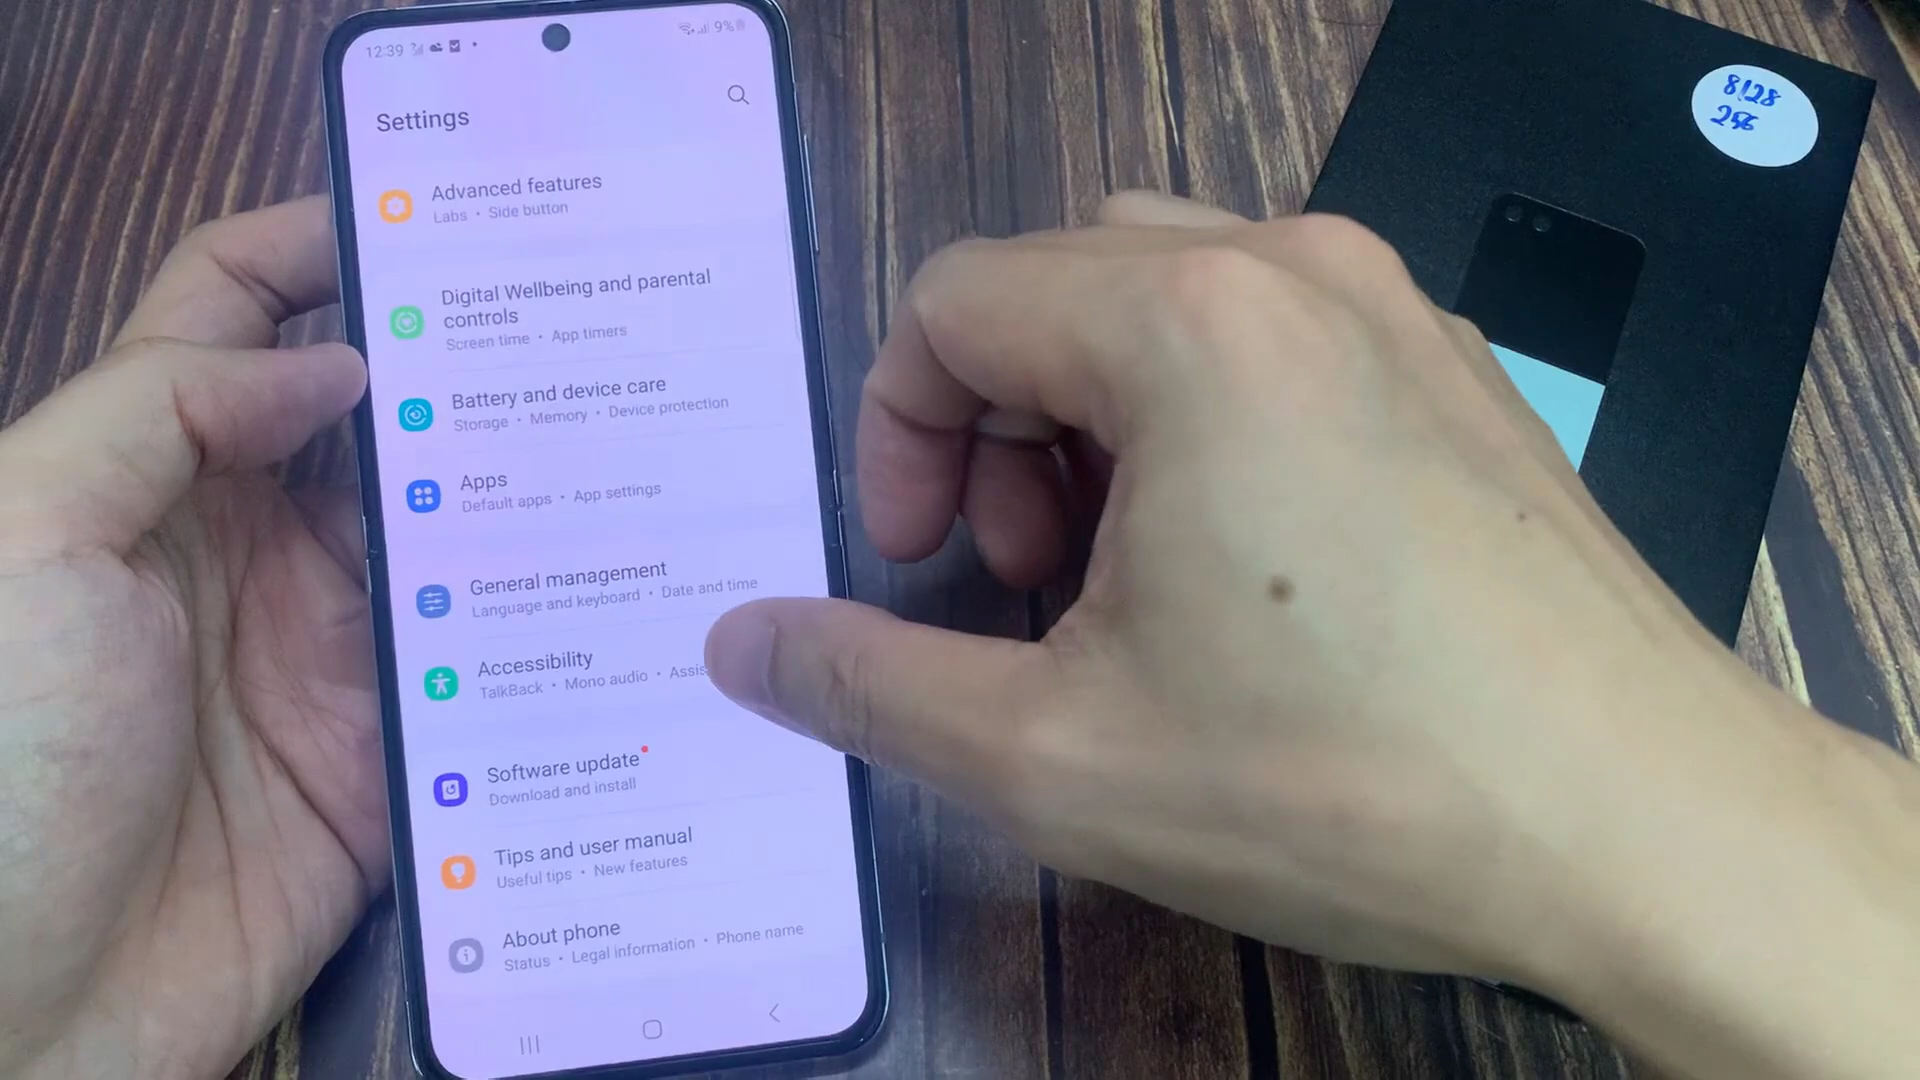 12:39
9%
Settings
Advanced features
Labs • Side button
Digital Wellbeing and parental
controls
Screen time • App timers
Battery and device care
Storage • Memory • Device protection
Apps
Default apps • App settings
General management
Language and keyboard • Date and time
Accessibility
TalkBack • Mono audio • Assis
Software update
Download and install
Tips and user manual
Useful tips • New features
About phone
Status • Legal information • Phone name
8128
256